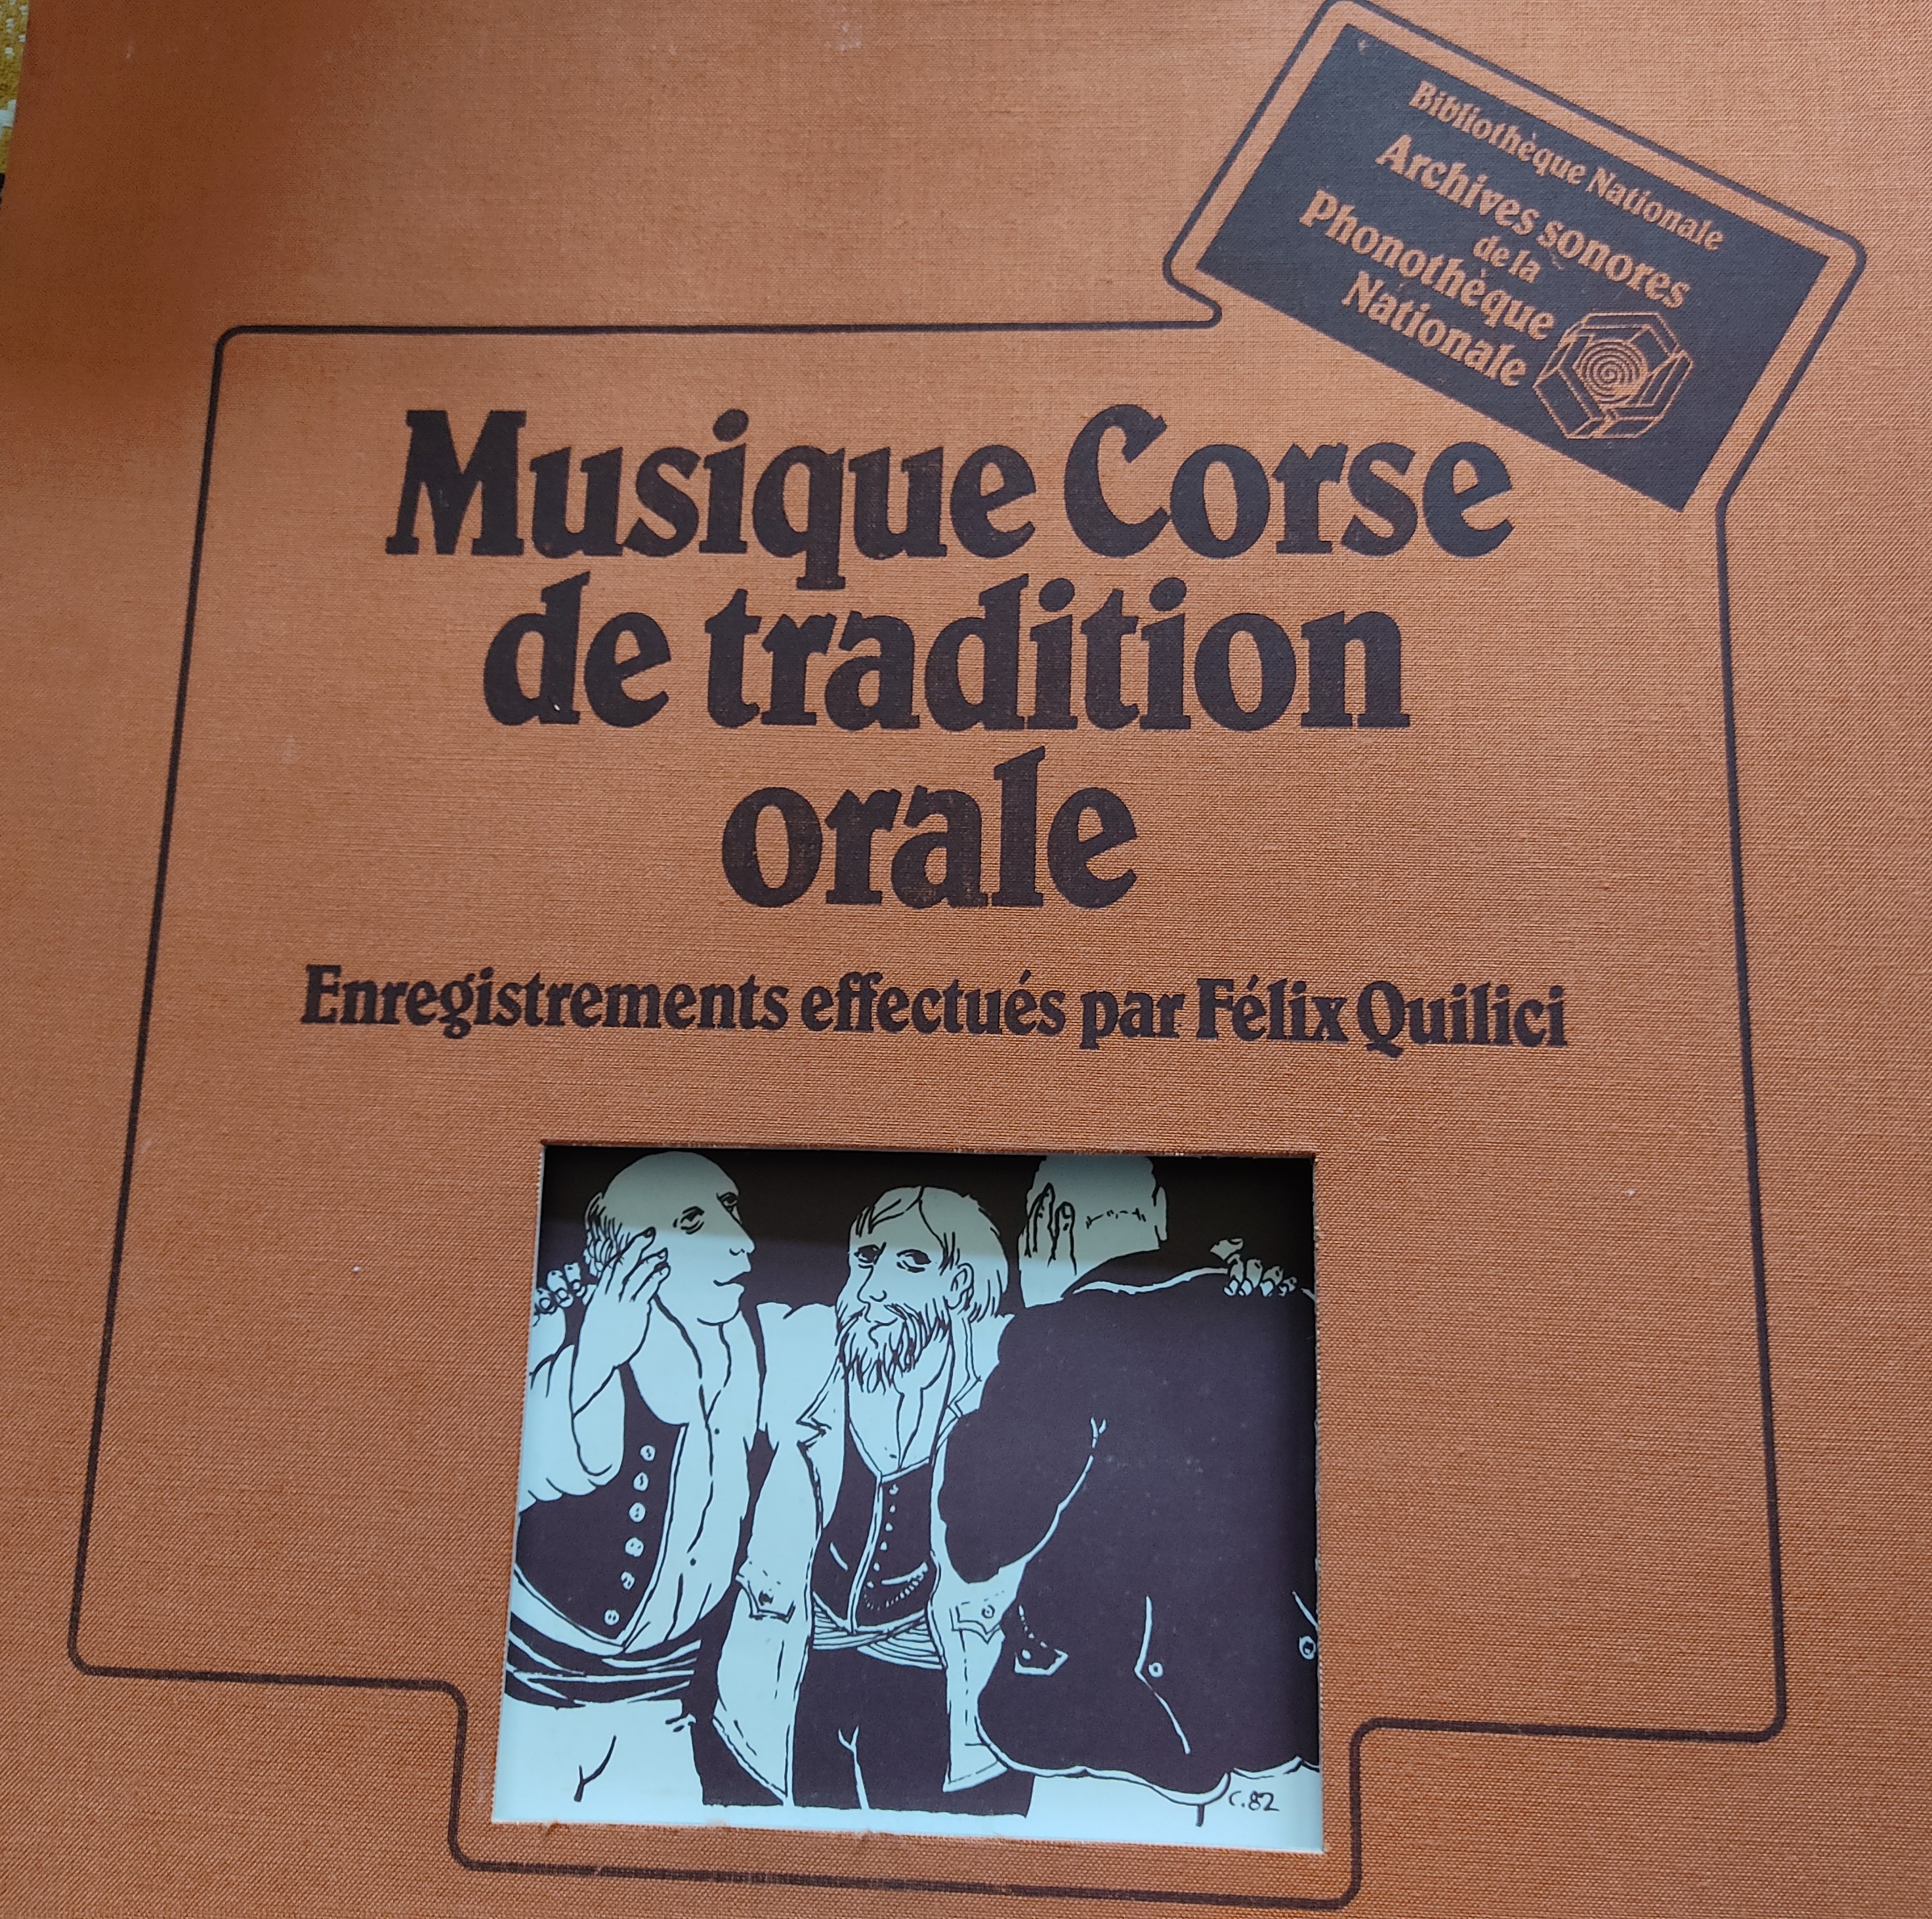 Bibliothèque Nationale
Archives sonores
de la
Phonothèque
Nationale
Musique Corse
de tradition
orale
Enregistrements effectués par Félix Quilici
C.82